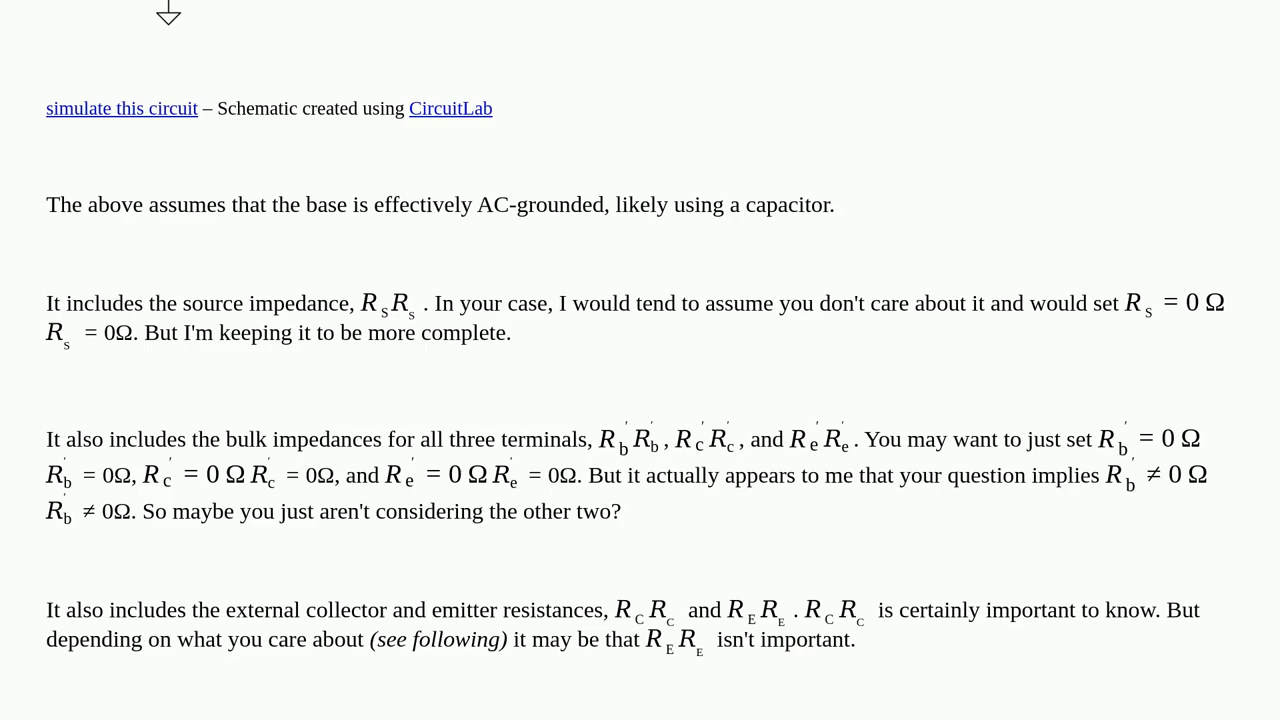 simulate this circuit – Schematic created using CircuitLab
The above assumes that the base is effectively AC-grounded, likely using a capacitor.
It includes the source impedance, R S R S . In your case, I would tend to assume you don't care about it and would set R S = 0 Ω
R S = 0Ω. But I'm keeping it to be more complete.
It also includes the bulk impedances for all three terminals, R b ′ R b ′ , R c ′ R c ′ , and R e ′ R e ′ . You may want to just set R b ′ = 0 Ω
R b ′ = 0Ω, R c ′ = 0 Ω R c ′ = 0Ω, and R e ′ = 0 Ω R e ′ = 0Ω. But it actually appears to me that your question implies R b ′ ≠ 0 Ω
R b ′ ≠ 0Ω. So maybe you just aren't considering the other two?
It also includes the external collector and emitter resistances, R C R C and R E R E . R C R C is certainly important to know. But
depending on what you care about (see following) it may be that R E R E isn't important.